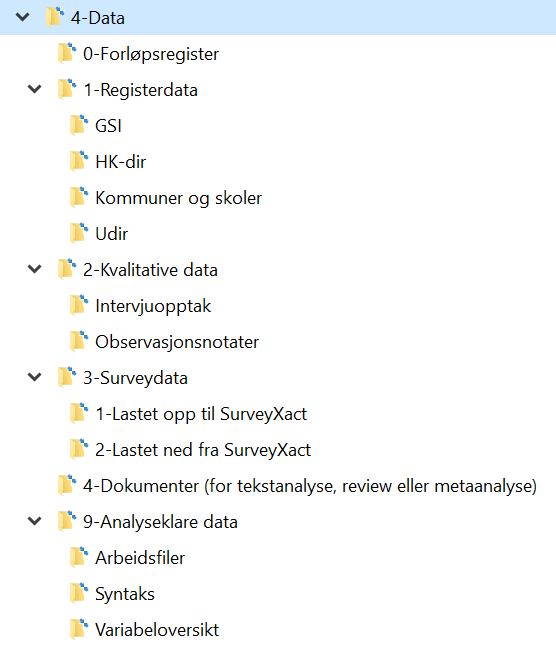 4-Data
0-Forløpsregister
1-Registerdata
GSI
HK-dir
Kommuner og skoler
Udir
2-Kvalitative data
Intervjuopptak
Observasjonsnotater
3-Surveydata
1-Lastet opp til SurveyXact
2-Lastet ned fra SurveyXact
4-Dokumenter (for tekstanalyse, review eller metaanalyse)
9-Analyseklare data
Arbeidsfiler
Syntaks
Variabeloversikt